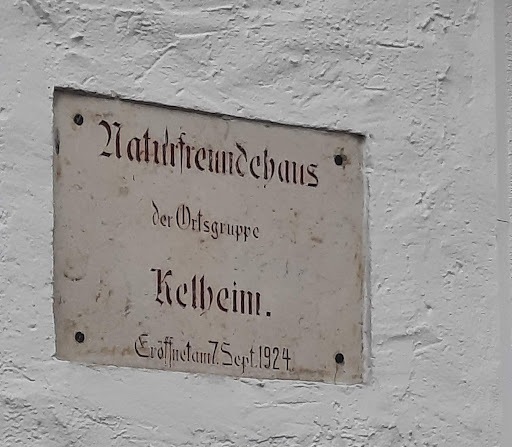 Naturfreundehaus
der Ortsgruppe
Kelheim.
Eröffnet am 7. Sept. 1924